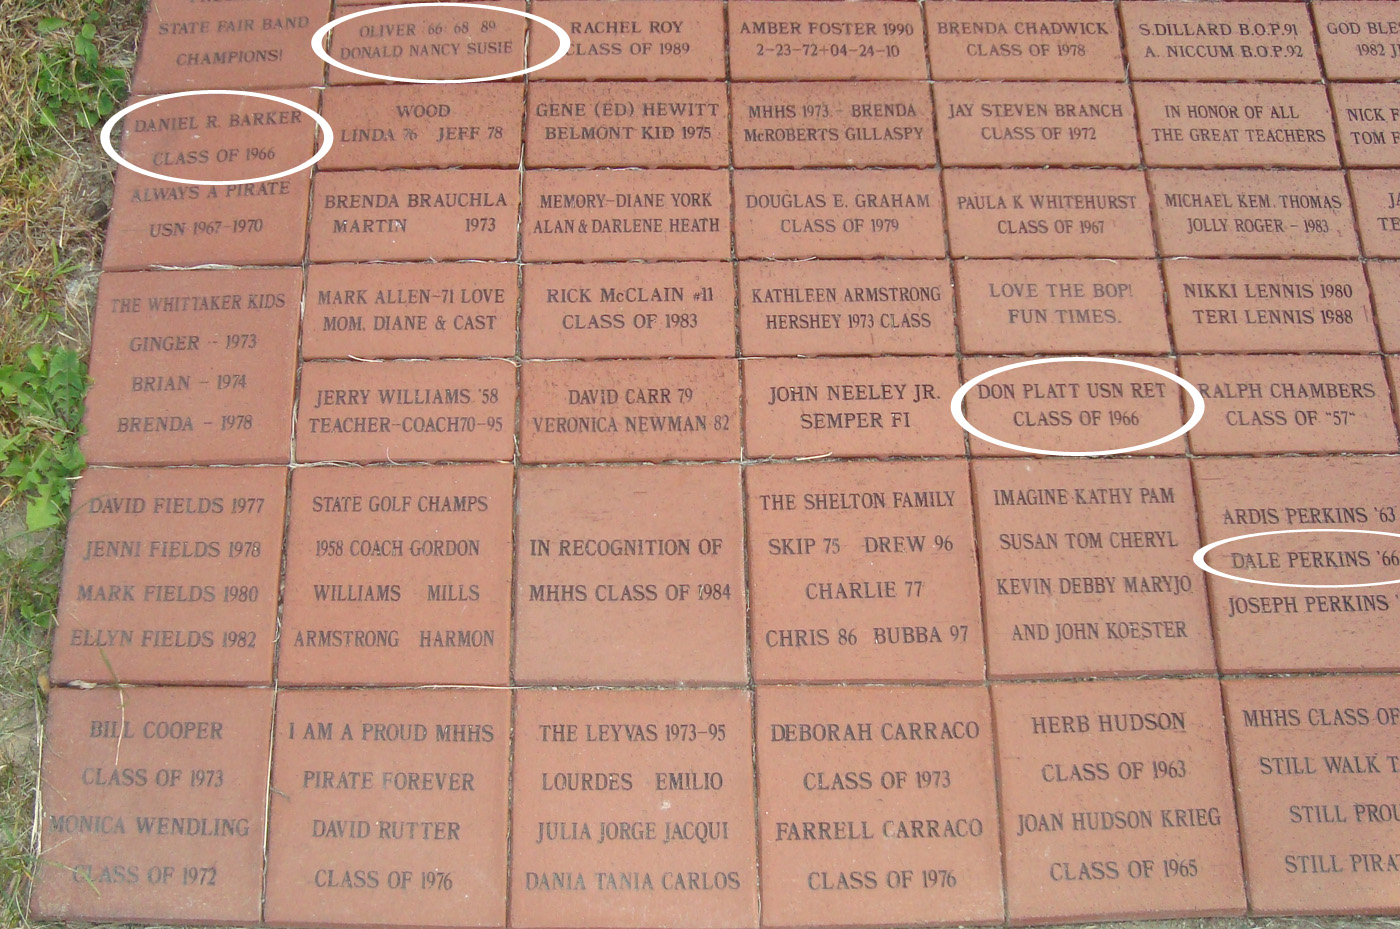 STATE FAIR BAND
CHAMPIONS!
OLIVER '66 '68 '89
DONALD NANCY SUSIE
RACHEL ROY
CLASS OF 1989
AMBER FOSTER 1990
2-23-72+04-24-10
BRENDA CHADWICK
CLASS OF 1978
S.DILLARD B.O.P.91
A. NICCUM B.O.P.92
GOD
1982
DANIEL R. BARKER
CLASS OF 1966
ALWAYS A PIRATE
USN 1967-1970
WOOD
LINDA 76 JEFF 78
GENE (ED) HEWITT
BELMONT KID 1975
MHHS 1973 - BRENDA
McROBERTS GILLASPY
JAY STEVEN BRANCH
CLASS OF 1972
IN HONOR OF ALL
THE GREAT TEACHERS
NICK
TOM
BRENDA BRAUCHLA
MARTIN 1973
MEMORY-DIANE YORK
ALAN & DARLENE HEATH
DOUGLAS E. GRAHAM
CLASS OF 1979
PAULA K WHITEHURST
CLASS OF 1967
MICHAEL KEM. THOMAS
JOLLY ROGER - 1983
THE WHITTAKER KIDS
GINGER - 1973
BRIAN - 1974
BRENDA - 1978
MARK ALLEN-71 LOVE
MOM, DIANE & CAST
RICK McCLAIN #11
CLASS OF 1983
KATHLEEN ARMSTRONG
HERSHEY 1973 CLASS
LOVE THE BOP!
FUN TIMES.
NIKKI LENNIS 1980
TERI LENNIS 1988
JERRY WILLIAMS '58
TEACHER-COACH70-95
DAVID CARR 79
VERONICA NEWMAN 82
JOHN NEELEY JR.
SEMPER FI
DON PLATT USN RET
CLASS OF 1966
RALPH CHAMBERS
CLASS OF "57"
DAVID FIELDS 1977
JENNI FIELDS 1978
MARK FIELDS 1980
ELLYN FIELDS 1982
STATE GOLF CHAMPS
1958 COACH GORDON
WILLIAMS MILLS
ARMSTRONG HARMON
IN RECOGNITION OF
MHHS CLASS OF 1984
THE SHELTON FAMILY
SKIP 75 DREW 96
CHARLIE 77
CHRIS 86 BUBBA 97
IMAGINE KATHY PAM
SUSAN TOM CHERYL
KEVIN DEBBY MARYJO
AND JOHN KOESTER
ARDIS PERKINS '63
DALE PERKINS '66
JOSEPH PERKINS
BILL COOPER
CLASS OF 1973
MONICA WENDLING
CLASS OF 1972
I AM A PROUD MHHS
PIRATE FOREVER
DAVID RUTTER
CLASS OF 1976
THE LEYVAS 1973-95
LOURDES EMILIO
JULIA JORGE JACQUI
DANIA TANIA CARLOS
DEBORAH CARRACO
CLASS OF 1973
FARRELL CARRACO
CLASS OF 1976
HERB HUDSON
CLASS OF 1963
JOAN HUDSON KRIEG
CLASS OF 1965
MHHS CLASS OF
STILL WALK
STILL
STILL